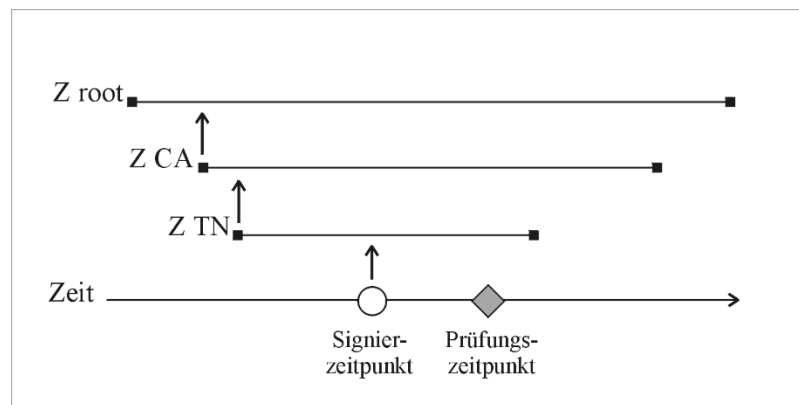 Z root
Z CA
Z TN
Zeit
Signier-
zeitpunkt
Prüfungs-
zeitpunkt